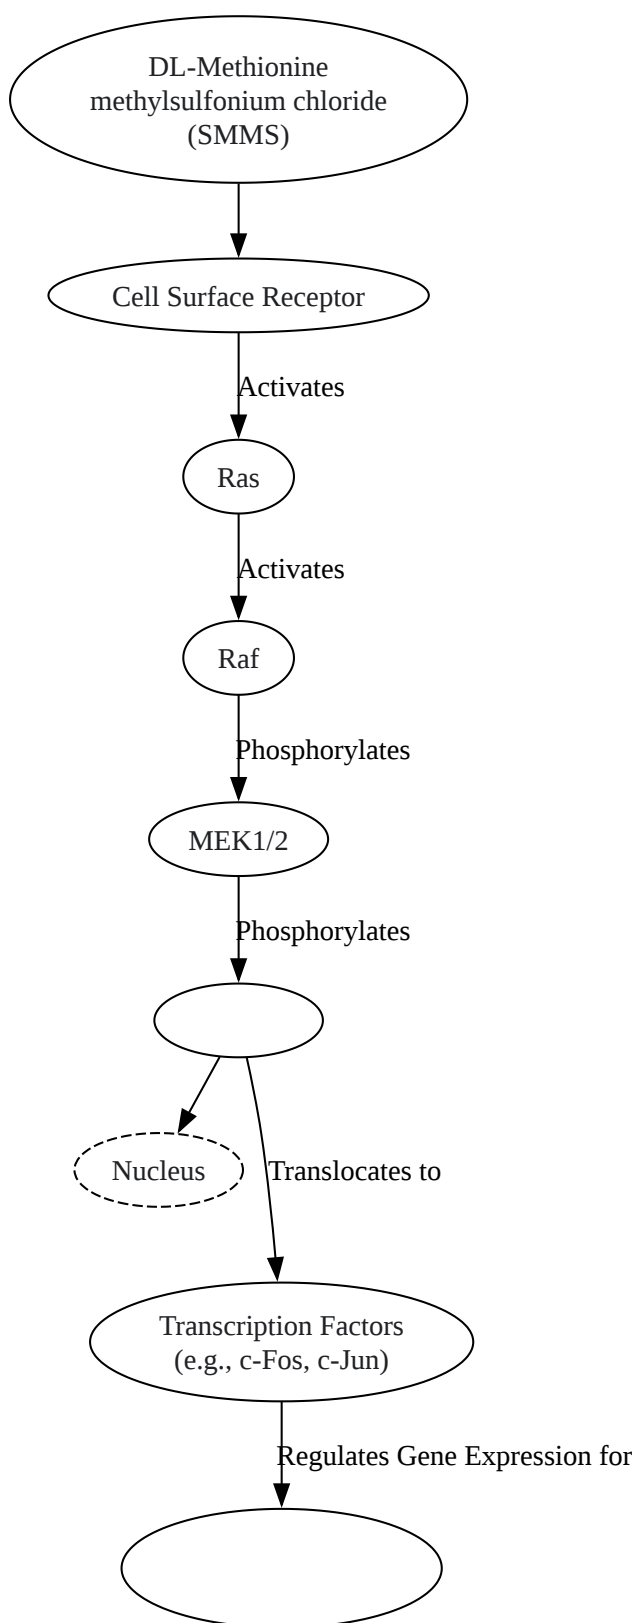 DL-Methionine
methylsulfonium chloride
(SMMS)
Cell Surface Receptor
Activates
Ras
Activates
Raf
Phosphorylates
MEK1/2
Phosphorylates
Nucleus
Translocates to
Transcription Factors
(e.g., c-Fos, c-Jun)
Regulates Gene Expression for